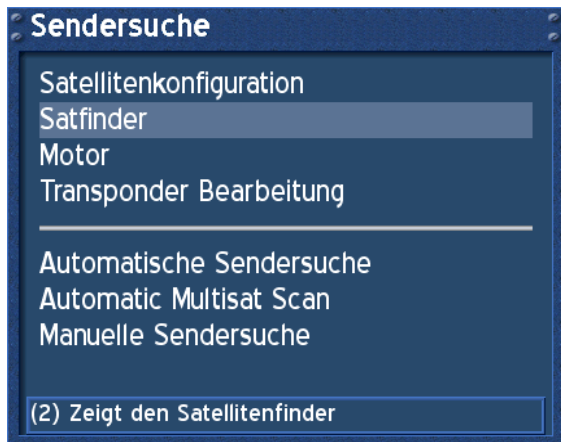 Sendersuche
Satellitenkonfiguration
Satfinder
Motor
Transponder Bearbeitung
Automatische Sendersuche
Automatic Multisat Scan
Manuelle Sendersuche
(2) Zeigt den Satellitenfinder